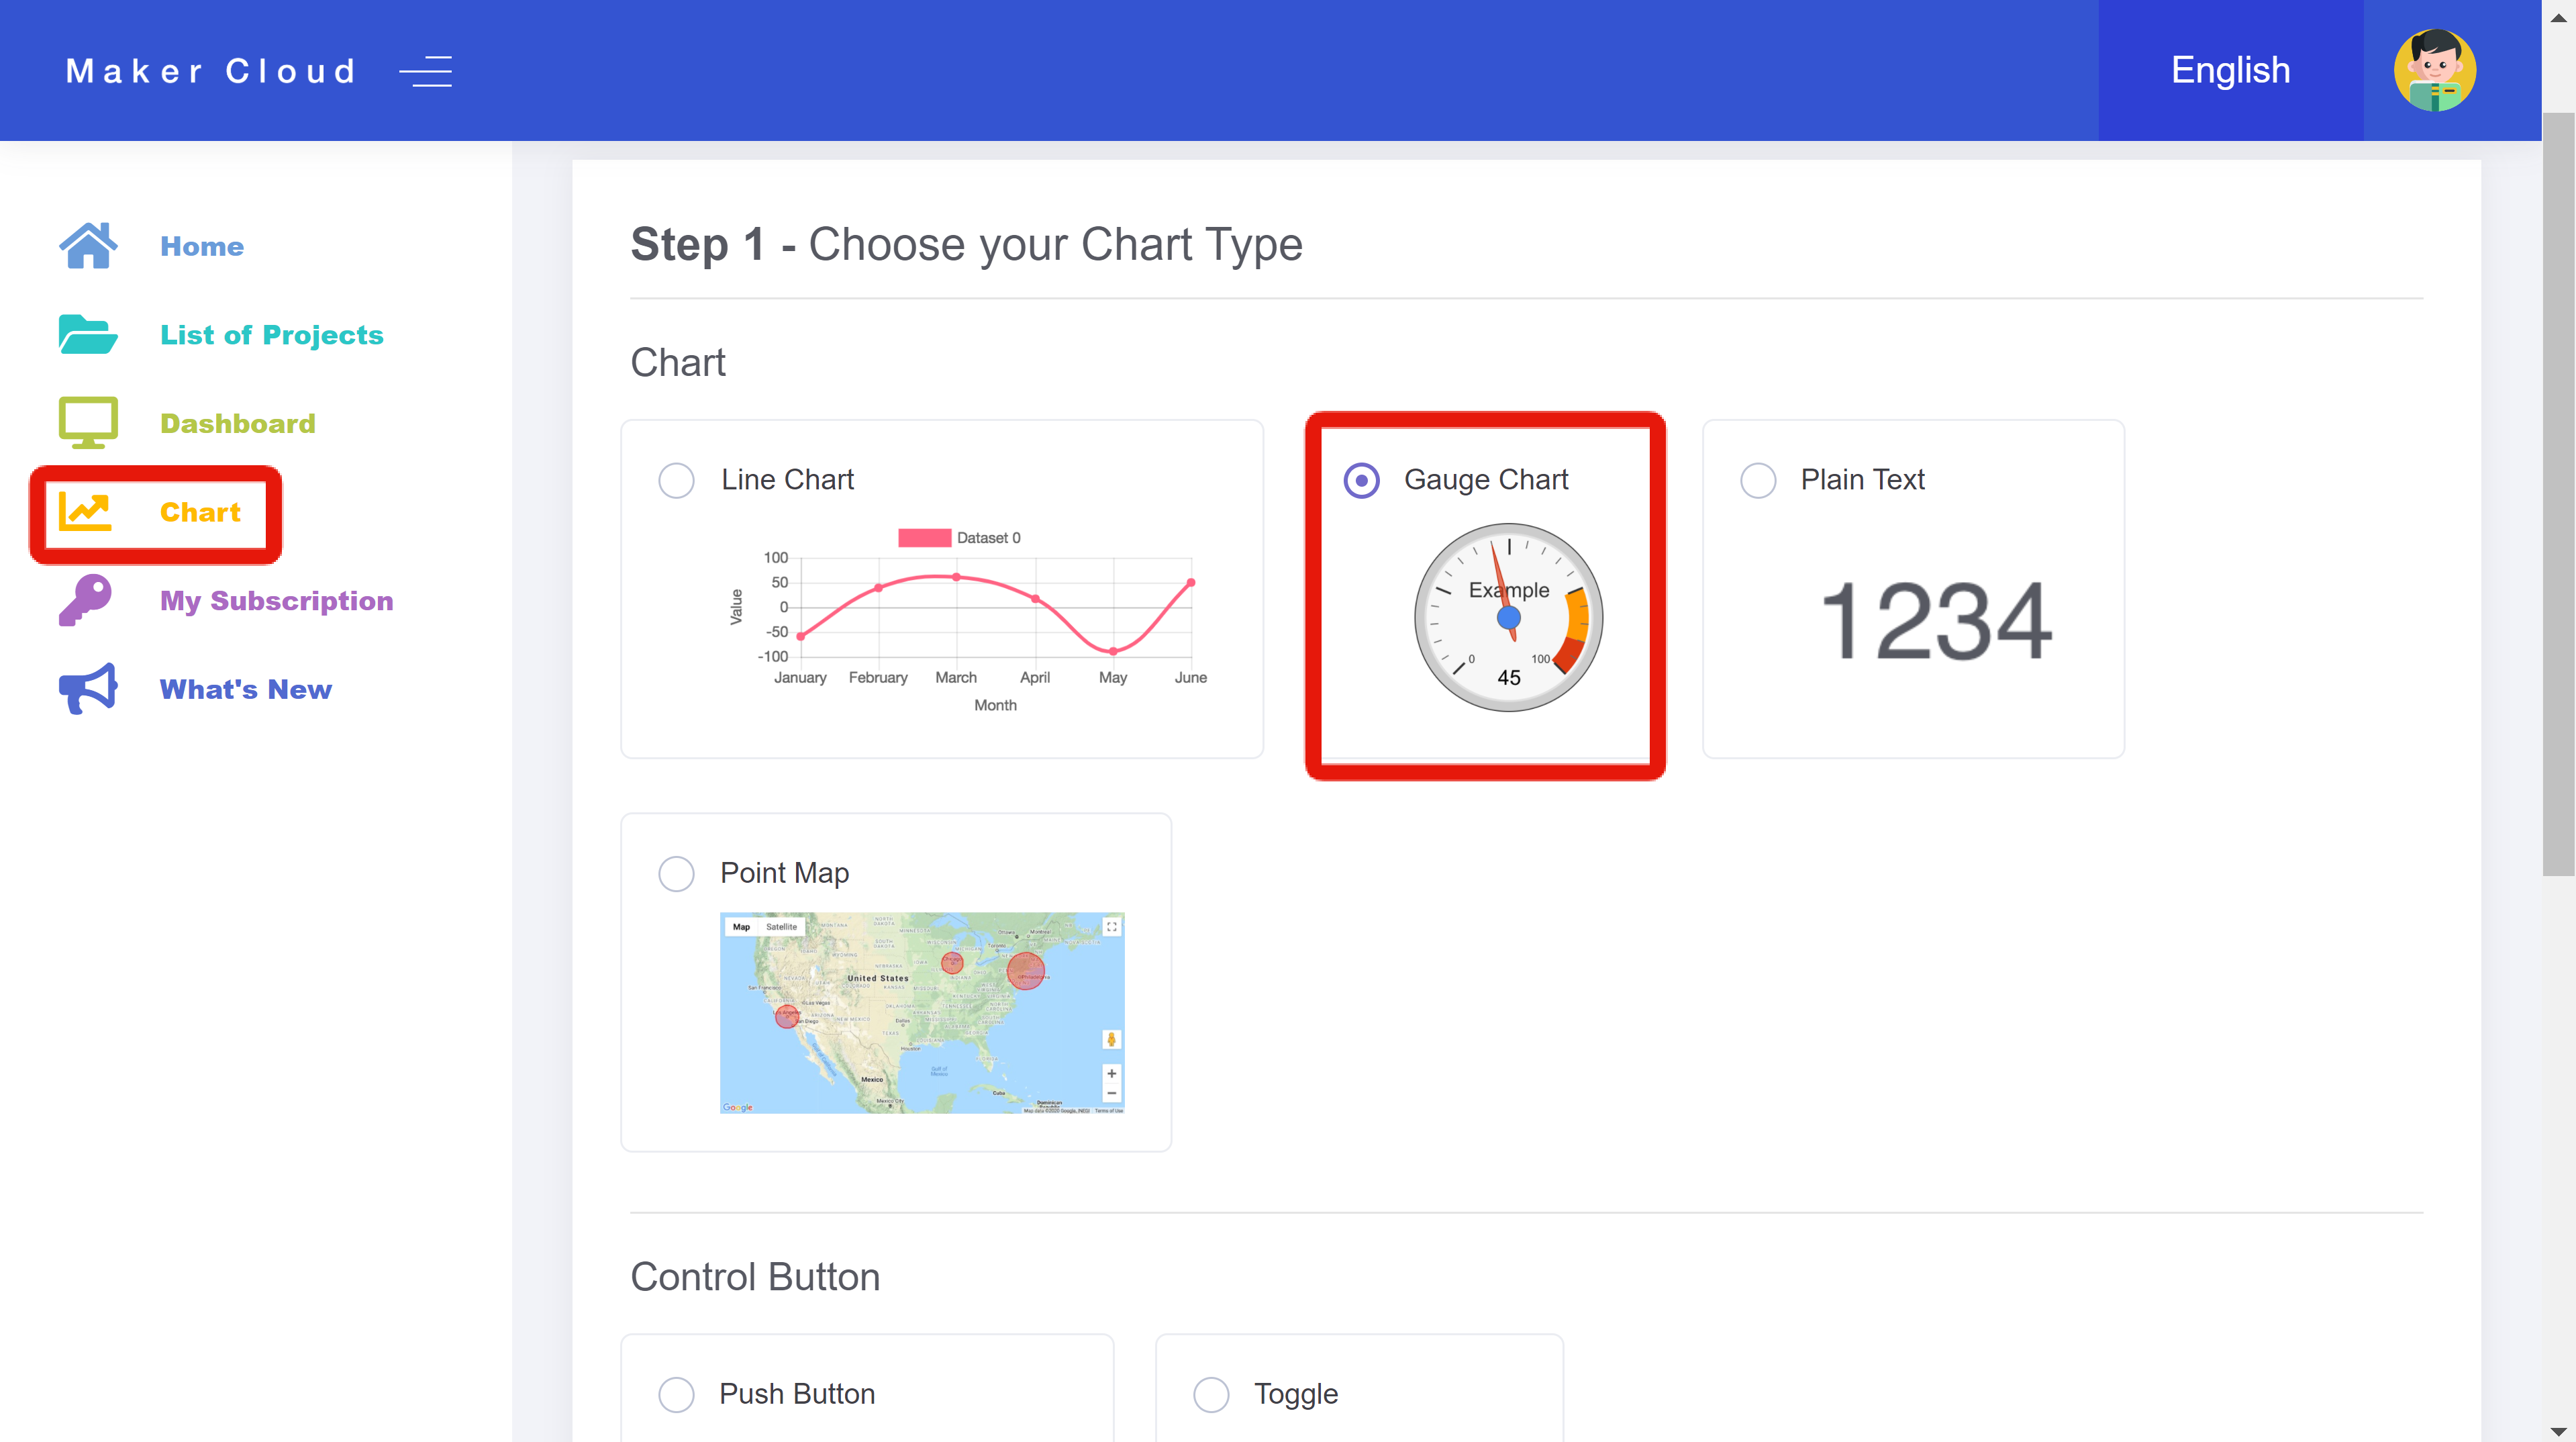 Maker Cloud
English
Home
List of Projects
Dashboard
Chart
My Subscription
What's New
Step 1 - Choose your Chart Type
Chart
Line Chart
Dataset 0
100
50
0
-50
-100
Value
January February March April May June
Month
Gauge Chart
Example
0 100
45
Plain Text
1234
Point Map
Map Satellite
United States
Mexico
Google
Control Button
Push Button
Toggle